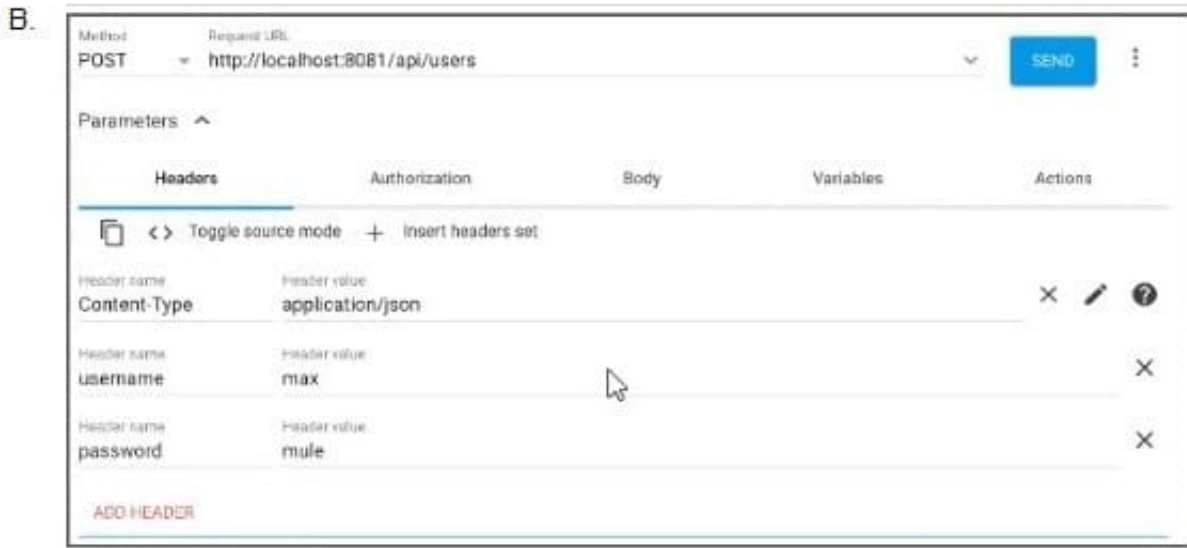 B.
Method Request URL
POST http://localhost:8081/api/users SEND
Parameters
Headers Authorization Body Variables Actions
<> Toggle source mode + Insert headers set
Header name Header value
Content-Type application/json
Header name Header value
username max
Header name Header value
password mule
ADD HEADER